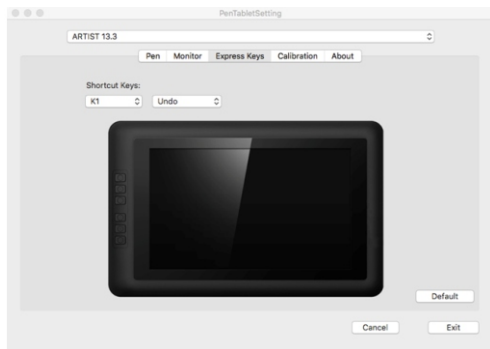 PenTabletSetting
ARTIST 13.3
Pen Monitor Express Keys Calibration About
Shortcut Keys:
K1 Undo
Default
Cancel Exit